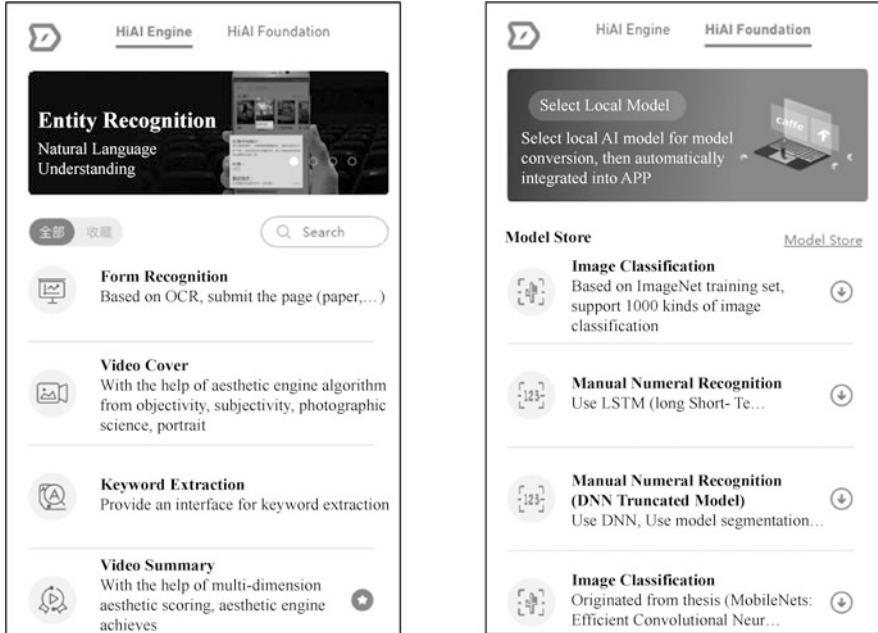 HiAI Engine
HiAI Foundation
Entity Recognition
Natural Language
Understanding
全部
收藏
Search
Form Recognition
Based on OCR, submit the page (paper,…)
Video Cover
With the help of aesthetic engine algorithm
from objectivity, subjectivity, photographic
science, portrait
Keyword Extraction
Provide an interface for keyword extraction
Video Summary
With the help of multi-dimension
aesthetic scoring, aesthetic engine
achieves
HiAI Engine
HiAI Foundation
Select Local Model
Select local AI model for model
conversion, then automatically
integrated into APP
caffe
Model Store
Model Store
Image Classification
Based on ImageNet training set,
support 1000 kinds of image
classification
123
Manual Numeral Recognition
Use LSTM (long Short- Te…
123
Manual Numeral Recognition
(DNN Truncated Model)
Use DNN, Use model segmentation…
Image Classification
Originated from thesis (MobileNets:
Efficient Convolutional Neur…